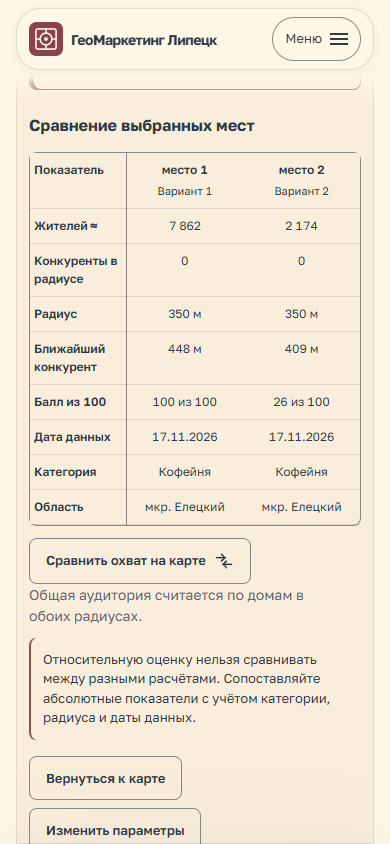 ГеоМаркетинг Липецк
Меню
Сравнение выбранных мест
Показатель место 1 место 2
Вариант 1 Вариант 2
Жителей ≈ 7 862 2 174
Конкуренты в 0 0
радиусе
Радиус 350 м 350 м
Ближайший 448 м 409 м
конкурент
Балл из 100 100 из 100 26 из 100
Дата данных 17.11.2026 17.11.2026
Категория Кофейня Кофейня
Область мкр. Елецкий мкр. Елецкий
Сравнить охват на карте
Общая аудитория считается по домам в
обоих радиусах.
Относительную оценку нельзя сравнивать
между разными расчётами. Сопоставляйте
абсолютные показатели с учётом категории,
радиуса и даты данных.
Вернуться к карте
Изменить параметры